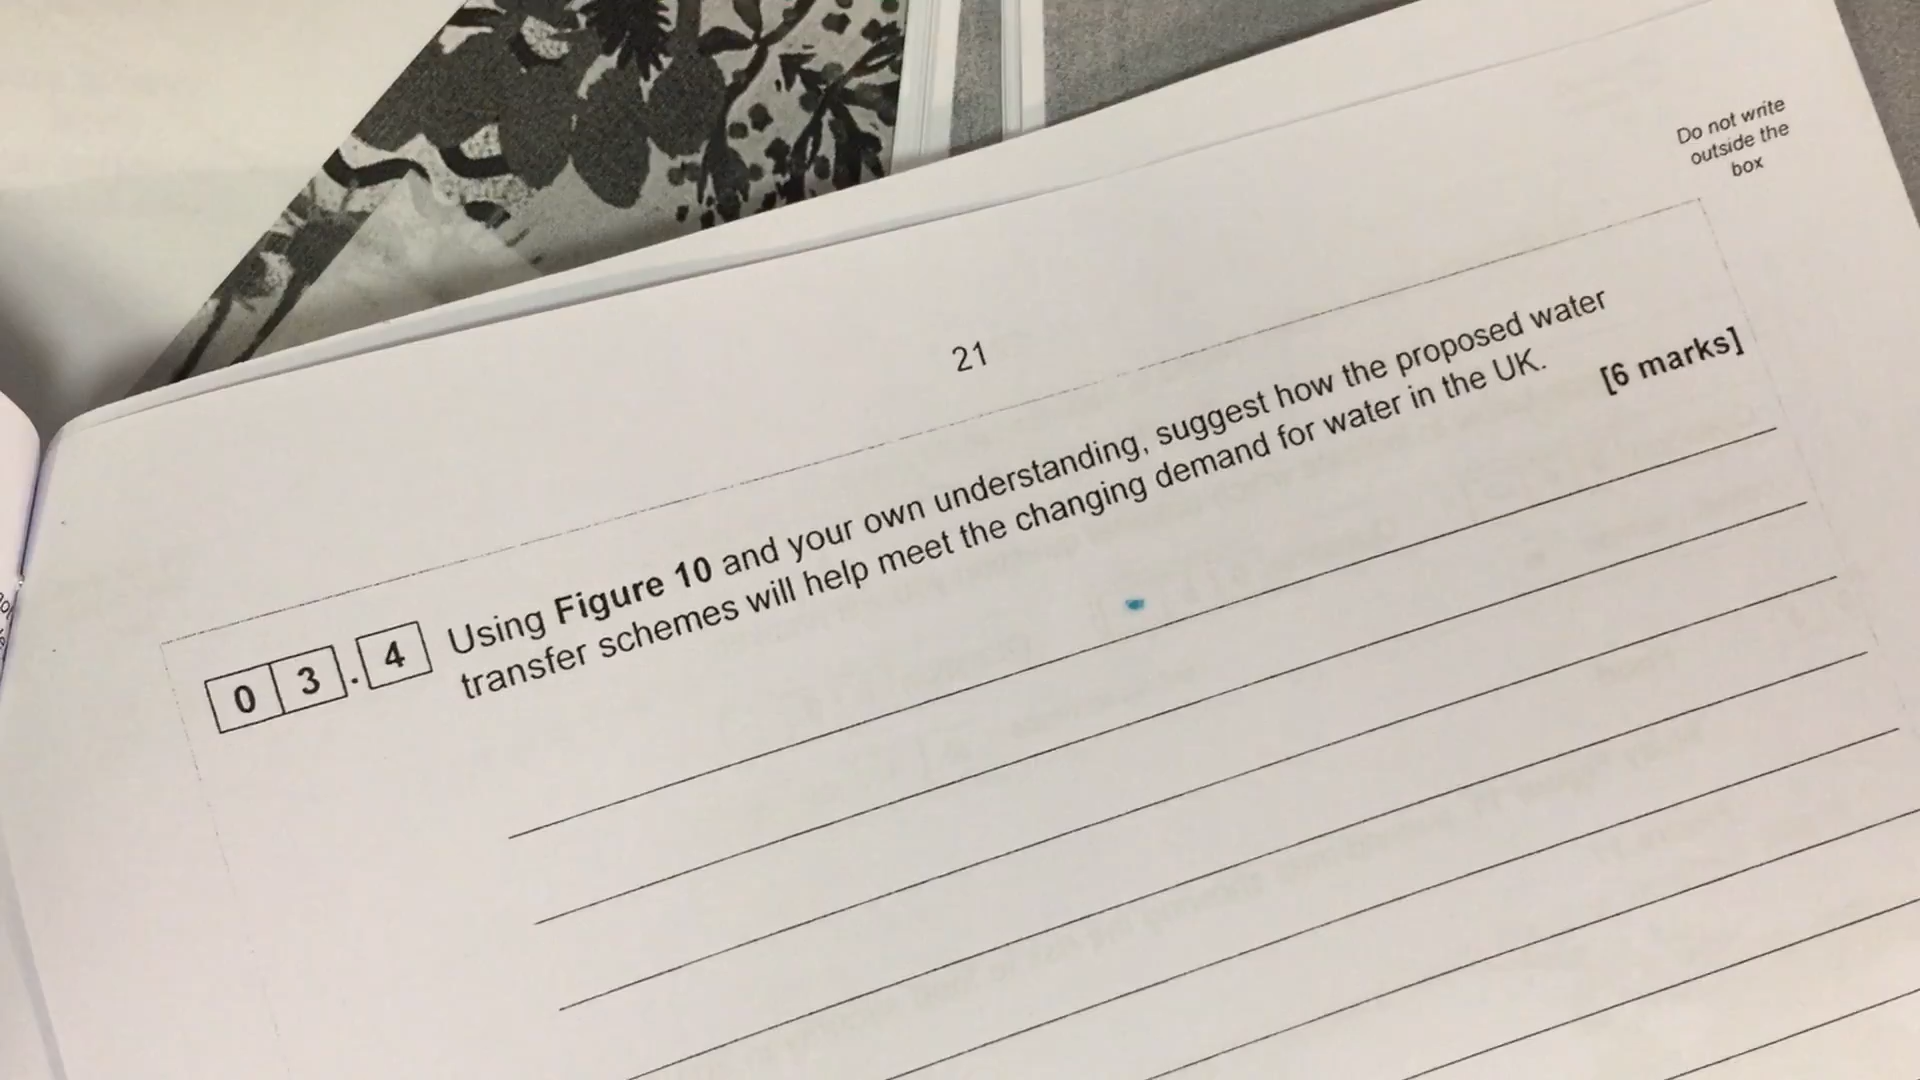 Do not write
outside the
box
21
0 3 . 4 Using Figure 10 and your own understanding, suggest how the proposed water
transfer schemes will help meet the changing demand for water in the UK.
[6 marks]